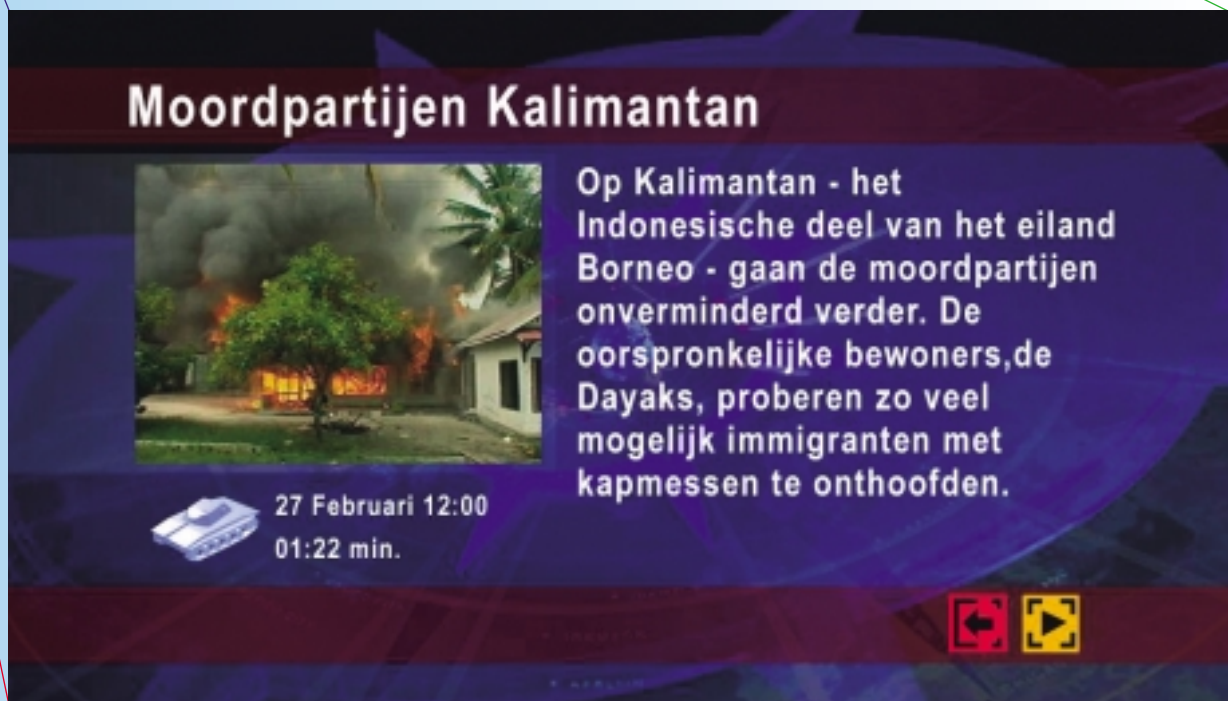 Moordpartijen Kalimantan
Op Kalimantan - het
Indonesische deel van het eiland
Borneo - gaan de moordpartijen
onverminderd verder. De
oorspronkelijke bewoners,de
Dayaks, proberen zo veel
mogelijk immigranten met
kapmessen te onthoofden.
27 Februari 12:00
01:22 min.